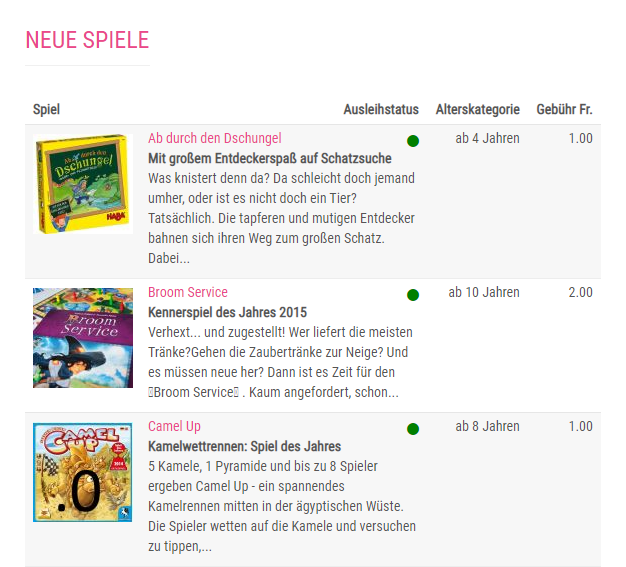 NEUE SPIELE
Spiel Ausleihstatus Alterskategorie Gebühr Fr.
Ab durch den Dschungel
HABA
Ab durch den Dschungel ab 4 Jahren 1.00
Mit großem Entdeckerspaß auf Schatzsuche
Was knistert denn da? Da schleicht doch jemand
umher, oder ist es nicht doch ein Tier?
Tatsächlich. Die tapferen und mutigen Entdecker
bahnen sich ihren Weg zum großen Schatz.
Dabei...
Broom
Service
Broom Service ab 10 Jahren 2.00
Kennerspiel des Jahres 2015
Verhext... und zugestellt! Wer liefert die meisten
Tränke?Gehen die Zaubertränke zur Neige? Und
es müssen neue her? Dann ist es Zeit für den
Broom Service . Kaum angefordert, schon...
CAMEL
CUP
.0
Camel Up ab 8 Jahren 1.00
Kamelwettrennen: Spiel des Jahres
5 Kamele, 1 Pyramide und bis zu 8 Spieler
ergeben Camel Up - ein spannendes
Kamelrennen mitten in der ägyptischen Wüste.
Die Spieler wetten auf die Kamele und versuchen
zu tippen,...